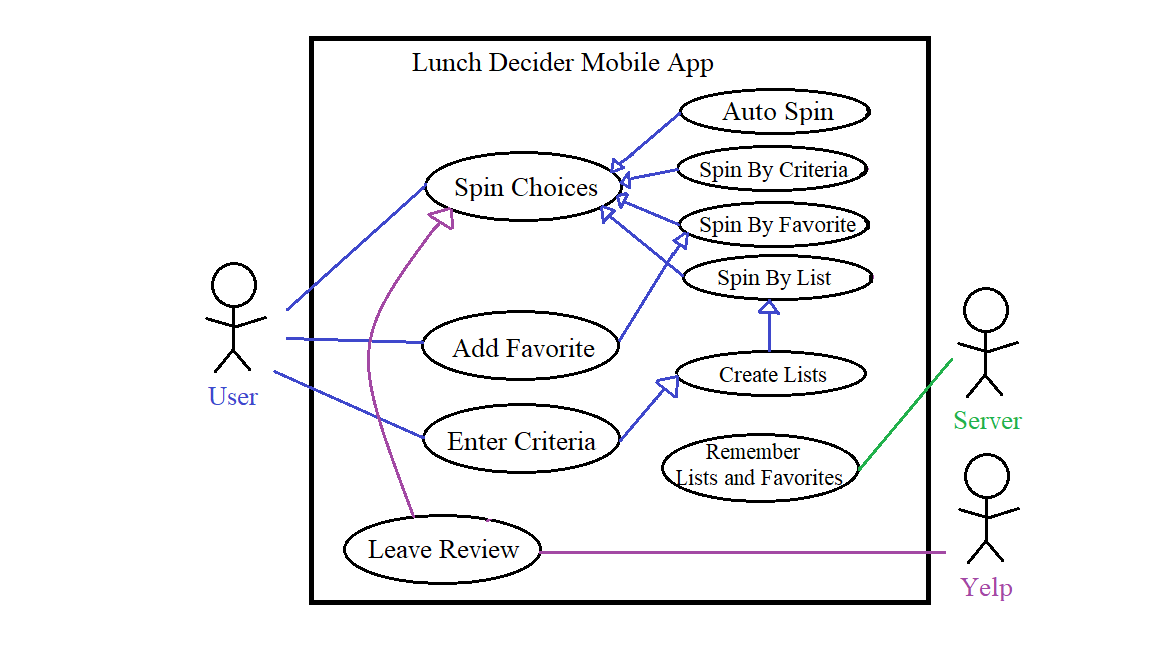 Lunch Decider Mobile App
Auto Spin
Spin By Criteria
Spin Choices
Spin By Favorite
Spin By List
Add Favorite
Create Lists
User
Enter Criteria
Server
Remember
Lists and Favorites
Leave Review
Yelp